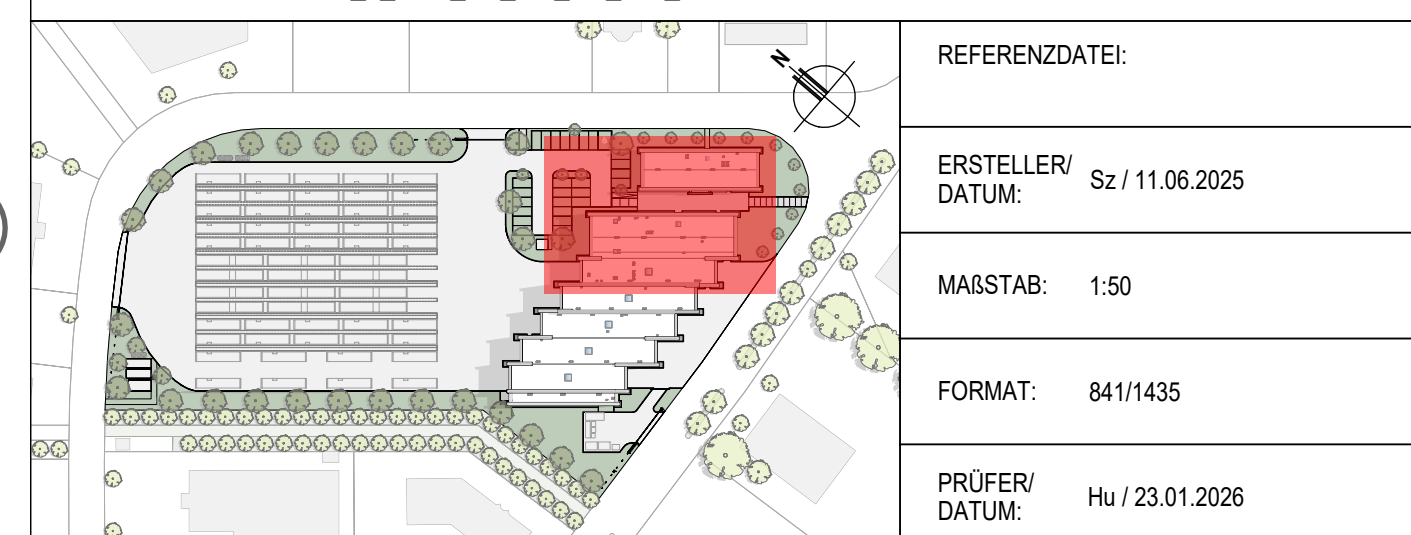 N
REFERENZDATEI:
ERSTELLER/
DATUM:
Sz / 11.06.2025
MAßSTAB:
1:50
FORMAT:
841/1435
PRÜFER/
DATUM:
Hu / 23.01.2026